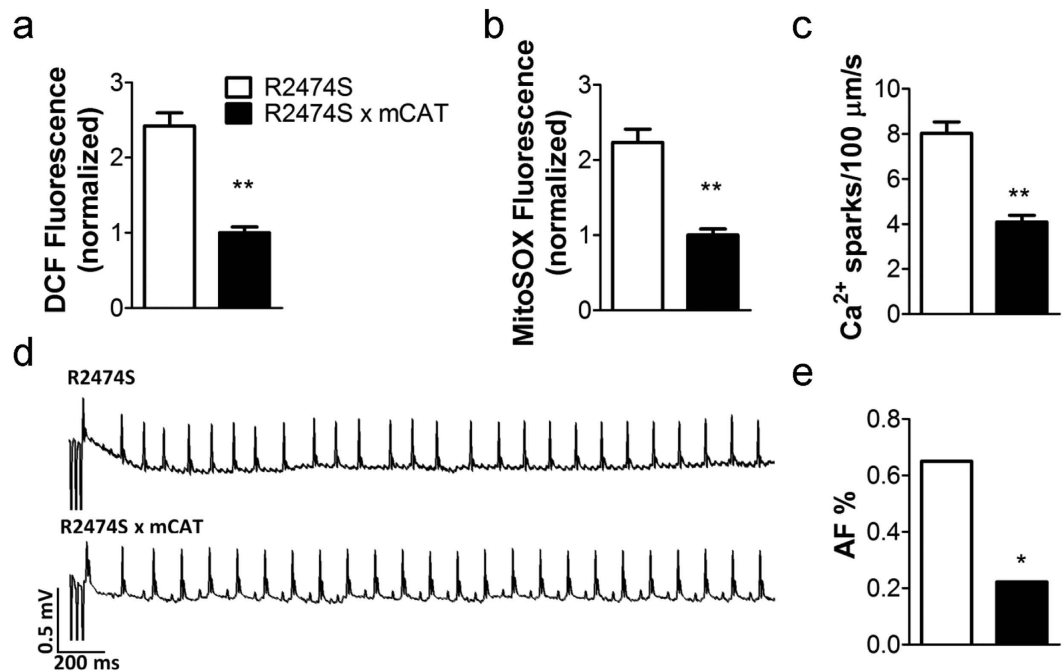 a
DCF Fluorescence
(normalized)
3
2
1
0
R2474S
R2474S x mCAT
**
b
MitoSOX Fluorescence
(normalized)
3
2
1
0
**
c
Ca²⁺ sparks/100 μm/s
10
8
6
4
2
0
**
d
R2474S
R2474S x mCAT
0.5 mV
200 ms
e
AF %
0.8
0.6
0.4
0.2
0.0
*